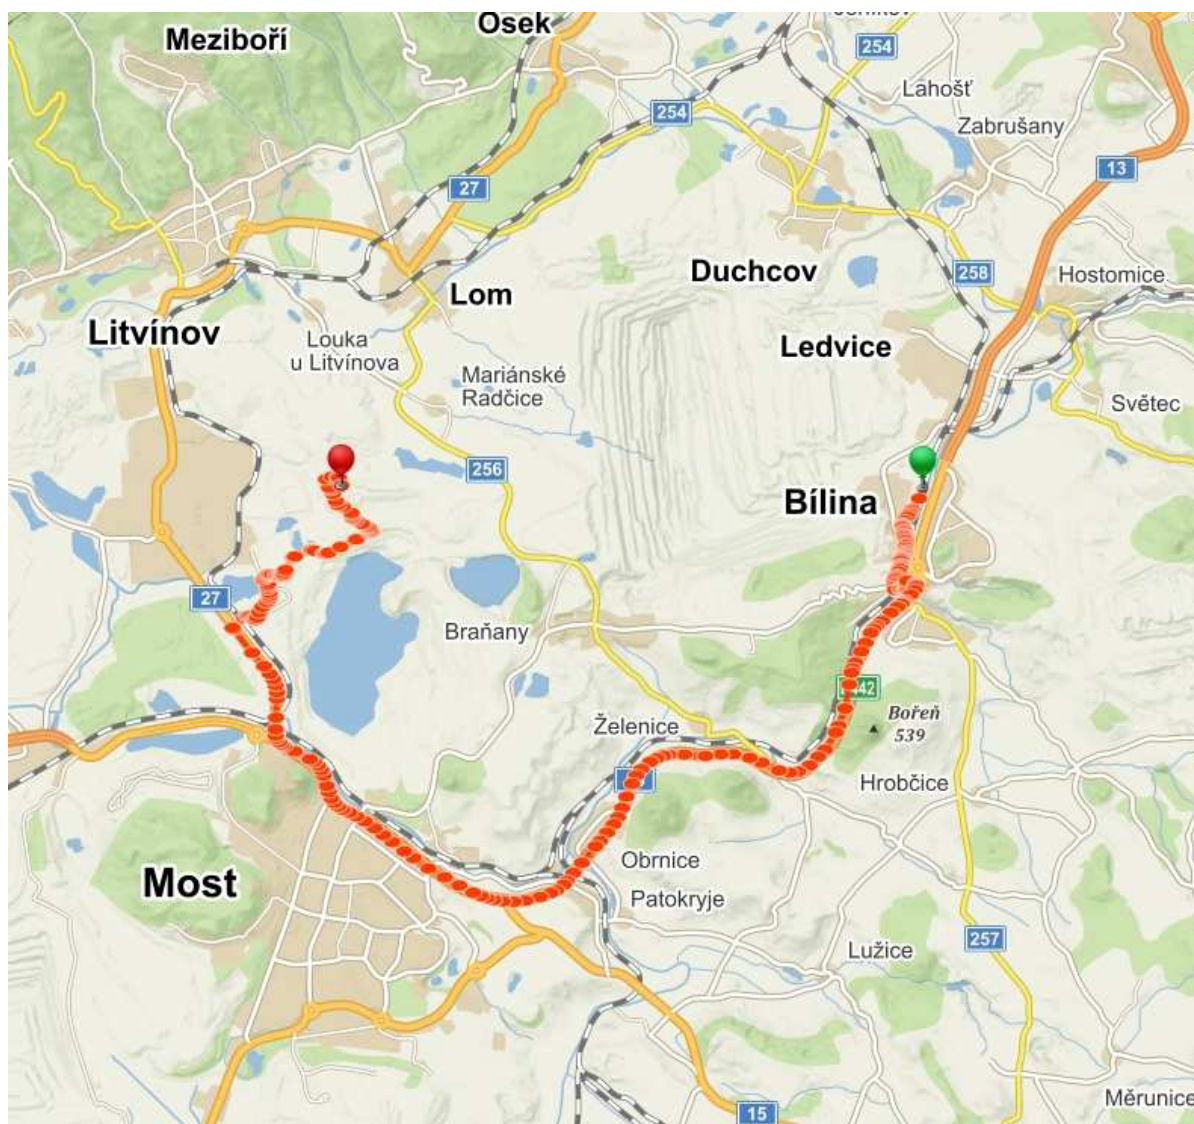 Osek
Meziboří
254
Lahošť
254
Zabrušany
13
27
Duchcov
258
Hostomice
Lom
Litvínov
Louka
u Litvínova
Ledvice
Mariánské
Radčice
Světec
256
Bílina
27
Braňany
Želenice
Bořeň
539
Hrobčice
Obrnice
Most
Patokryje
Lužice
257
Měrunice
15